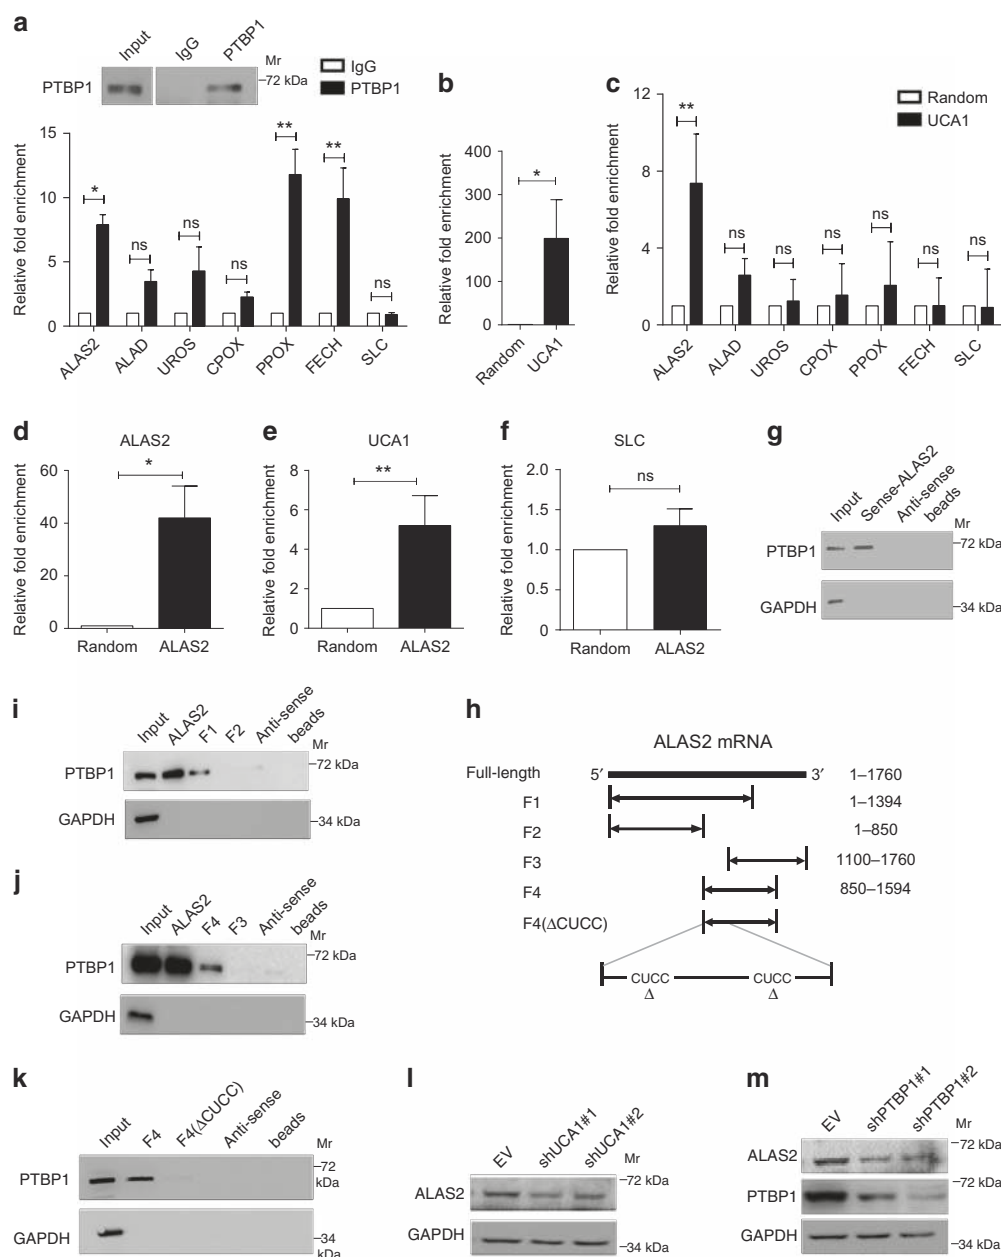 a
Input IgG PTBP1
Mr
PTBP1
–72 kDa
IgG
PTBP1
Relative fold enrichment
15
10
5
0
* ns ns ns ** ** ns
ALAS2 ALAD UROS CPOX PPOX FECH SLC
b
Relative fold enrichment
400
300
200
100
0
*
Random UCA1
c
Random
UCA1
Relative fold enrichment
12
8
4
0
** ns ns ns ns ns ns
ALAS2 ALAD UROS CPOX PPOX FECH SLC
d
ALAS2
Relative fold enrichment
60
40
20
0
*
Random ALAS2
e
UCA1
Relative fold enrichment
8
6
4
2
0
**
Random ALAS2
f
SLC
Relative fold enrichment
2.0
1.5
1.0
0.5
0
ns
Random ALAS2
g
Input Sense-ALAS2 Anti-sense beads
Mr
PTBP1
–72 kDa
GAPDH
–34 kDa
i
Input ALAS2 F1 F2 Anti-sense beads
Mr
PTBP1
–72 kDa
GAPDH
–34 kDa
h
ALAS2 mRNA
Full-length 5′ 3′ 1–1760
F1 1–1394
F2 1–850
F3 1100–1760
F4 850–1594
F4(ΔCUCC)
CUCC CUCC
Δ Δ
j
Input ALAS2 F4 F3 Anti-sense beads
Mr
PTBP1
–72 kDa
GAPDH
–34 kDa
k
Input F4 F4(ΔCUCC) Anti-sense beads
Mr
PTBP1
–72
kDa
GAPDH
–34
kDa
l
EV shUCA1#1 shUCA1#2
Mr
ALAS2
–72 kDa
GAPDH
–34 kDa
m
EV shPTBP1#1 shPTBP1#2
Mr
ALAS2
–72 kDa
PTBP1
–72 kDa
GAPDH
–34 kDa